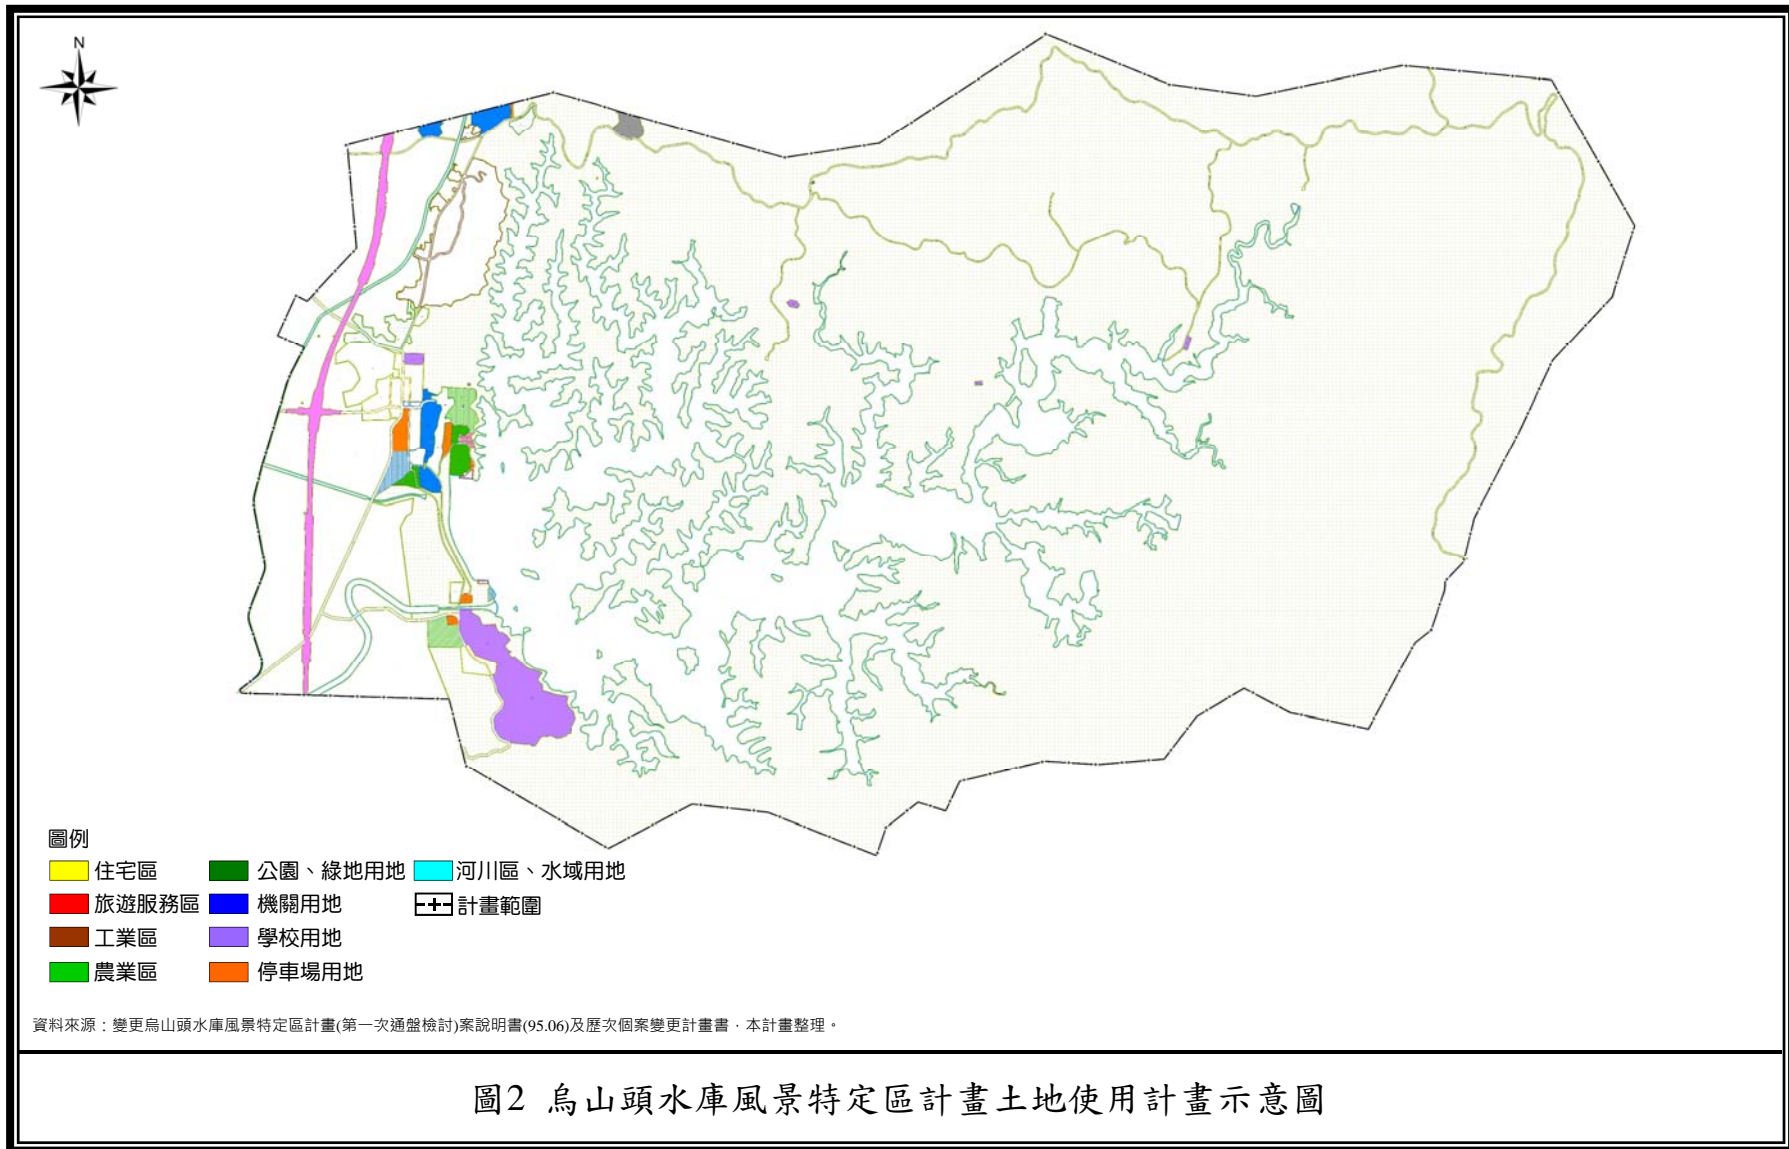 N
圖例
住宅區
公園、綠地用地
河川區、水域用地
旅遊服務區
機關用地
計畫範圍
工業區
學校用地
農業區
停車場用地
資料來源：變更烏山頭水庫風景特定區計畫(第一次通盤檢討)案說明書(95.06)及歷次個案變更計畫書，本計畫整理。
圖2 烏山頭水庫風景特定區計畫土地使用計畫示意圖